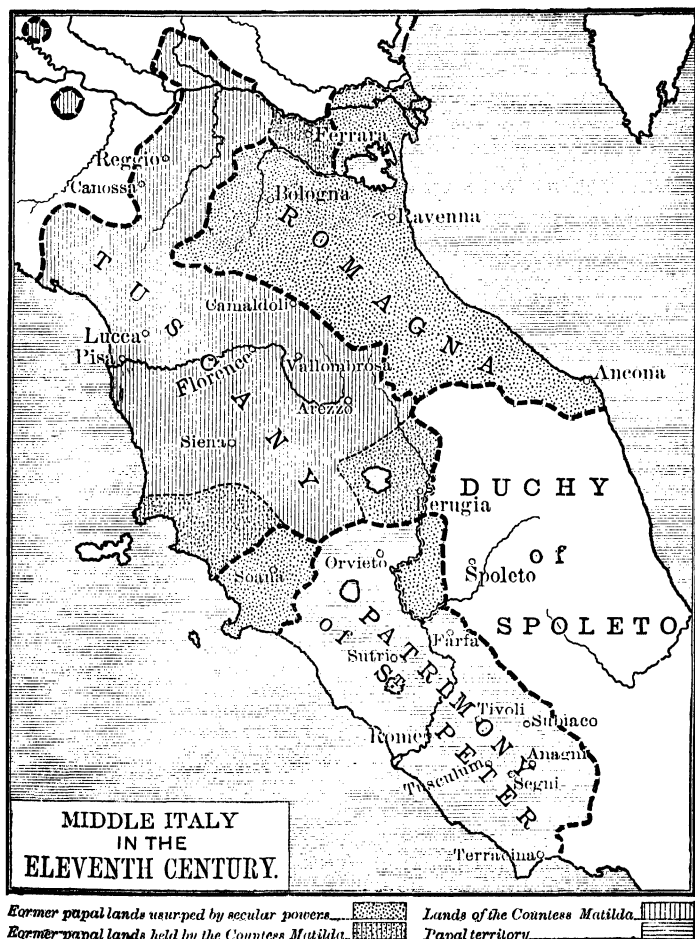 Ferrara
Reggio
Canossa
Bologna
Ravenna
ROMAGNA
TUSCANY
Camaldoli
Lucca
Pisa
Florence
Vallombrosa
Ancona
Arezzo
Siena
DUCHY
of
SPOLETO
Perugia
Orvieto
Spoleto
Soana
PATRIMONY
of ST PETER
Farfa
Sutri
Tivoli
Subiaco
Rome
Anagni
Tusculum
Segni
Terracina
MIDDLE ITALY
IN THE
ELEVENTH CENTURY.
Former papal lands usurped by secular powers
Lands of the Countess Matilda
Former papal lands held by the Countess Matilda
Papal territory